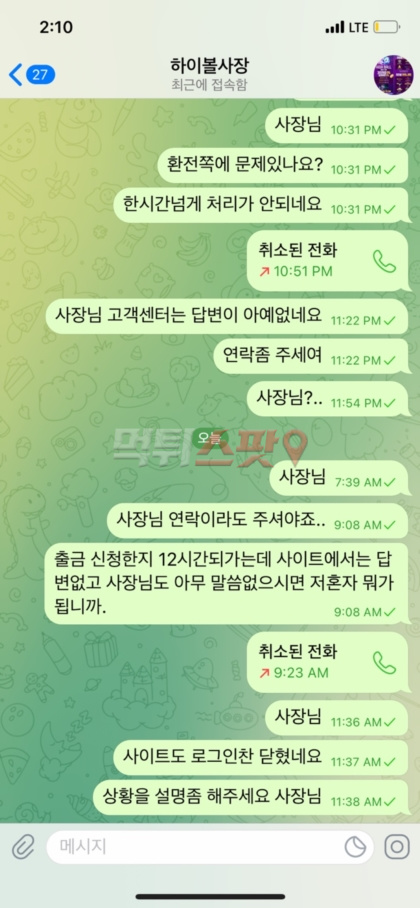 2:10
LTE
27
하이볼사장
최근에 접속함
사장님 10:31 PM
환전쪽에 문제있나요? 10:31 PM
한시간넘게 처리가 안되네요 10:31 PM
취소된 전화
10:51 PM
사장님 고객센터는 답변이 아예없네요 11:22 PM
연락좀 주세여 11:22 PM
사장님?.. 11:54 PM
오늘
먹튀스팟
사장님 7:39 AM
사장님 연락이라도 주셔야죠.. 9:08 AM
출금 신청한지 12시간되가는데 사이트에서는 답
변없고 사장님도 아무 말씀없으시면 저혼자 뭐가
됩니까. 9:08 AM
취소된 전화
9:23 AM
사장님 11:36 AM
사이트도 로그인찬 닫혔네요 11:37 AM
상황을 설명좀 해주세요 사장님 11:38 AM
메시지